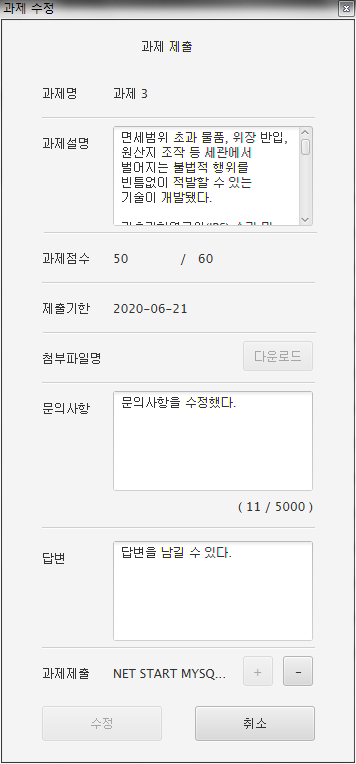 과제 수정
과제 제출
과제명 과제 3
과제설명 면세범위 초과 물품, 위장 반입,
원산지 조작 등 세관에서
벌어지는 불법적 행위를
빈틈없이 적발할 수 있는
기술이 개발됐다.
과제점수 50 / 60
제출기한 2020-06-21
첨부파일명 다운로드
문의사항 문의사항을 수정했다.
( 11 / 5000 )
답변 답변을 남길 수 있다.
과제제출 NET START MYSQ... + -
수정 취소